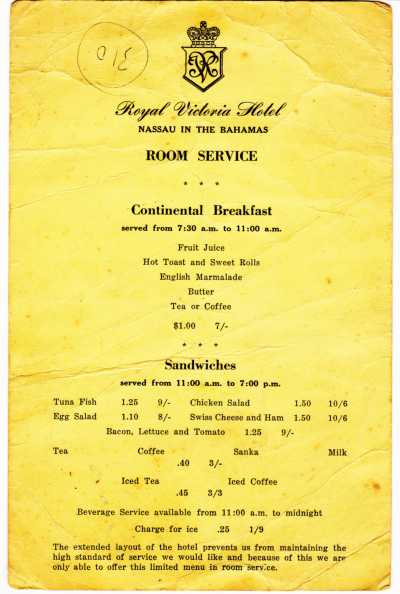 310
Royal Victoria Hotel
NASSAU IN THE BAHAMAS
ROOM SERVICE
* * *
Continental Breakfast
served from 7:30 a.m. to 11:00 a.m.
Fruit Juice
Hot Toast and Sweet Rolls
English Marmalade
Butter
Tea or Coffee
$1.00 7/-
* * *
Sandwiches
served from 11:00 a.m. to 7:00 p.m.
Tuna Fish 1.25 9/- Chicken Salad 1.50 10/6
Egg Salad 1.10 8/- Swiss Cheese and Ham 1.50 10/6
Bacon, Lettuce and Tomato 1.25 9/-
Tea Coffee Sanka Milk
.40 3/-
Iced Tea Iced Coffee
.45 3/3
Beverage Service available from 11:00 a.m. to midnight
Charge for ice .25 1/9
The extended layout of the hotel prevents us from maintaining the
high standard of service we would like and because of this we are
only able to offer this limited menu in room service.